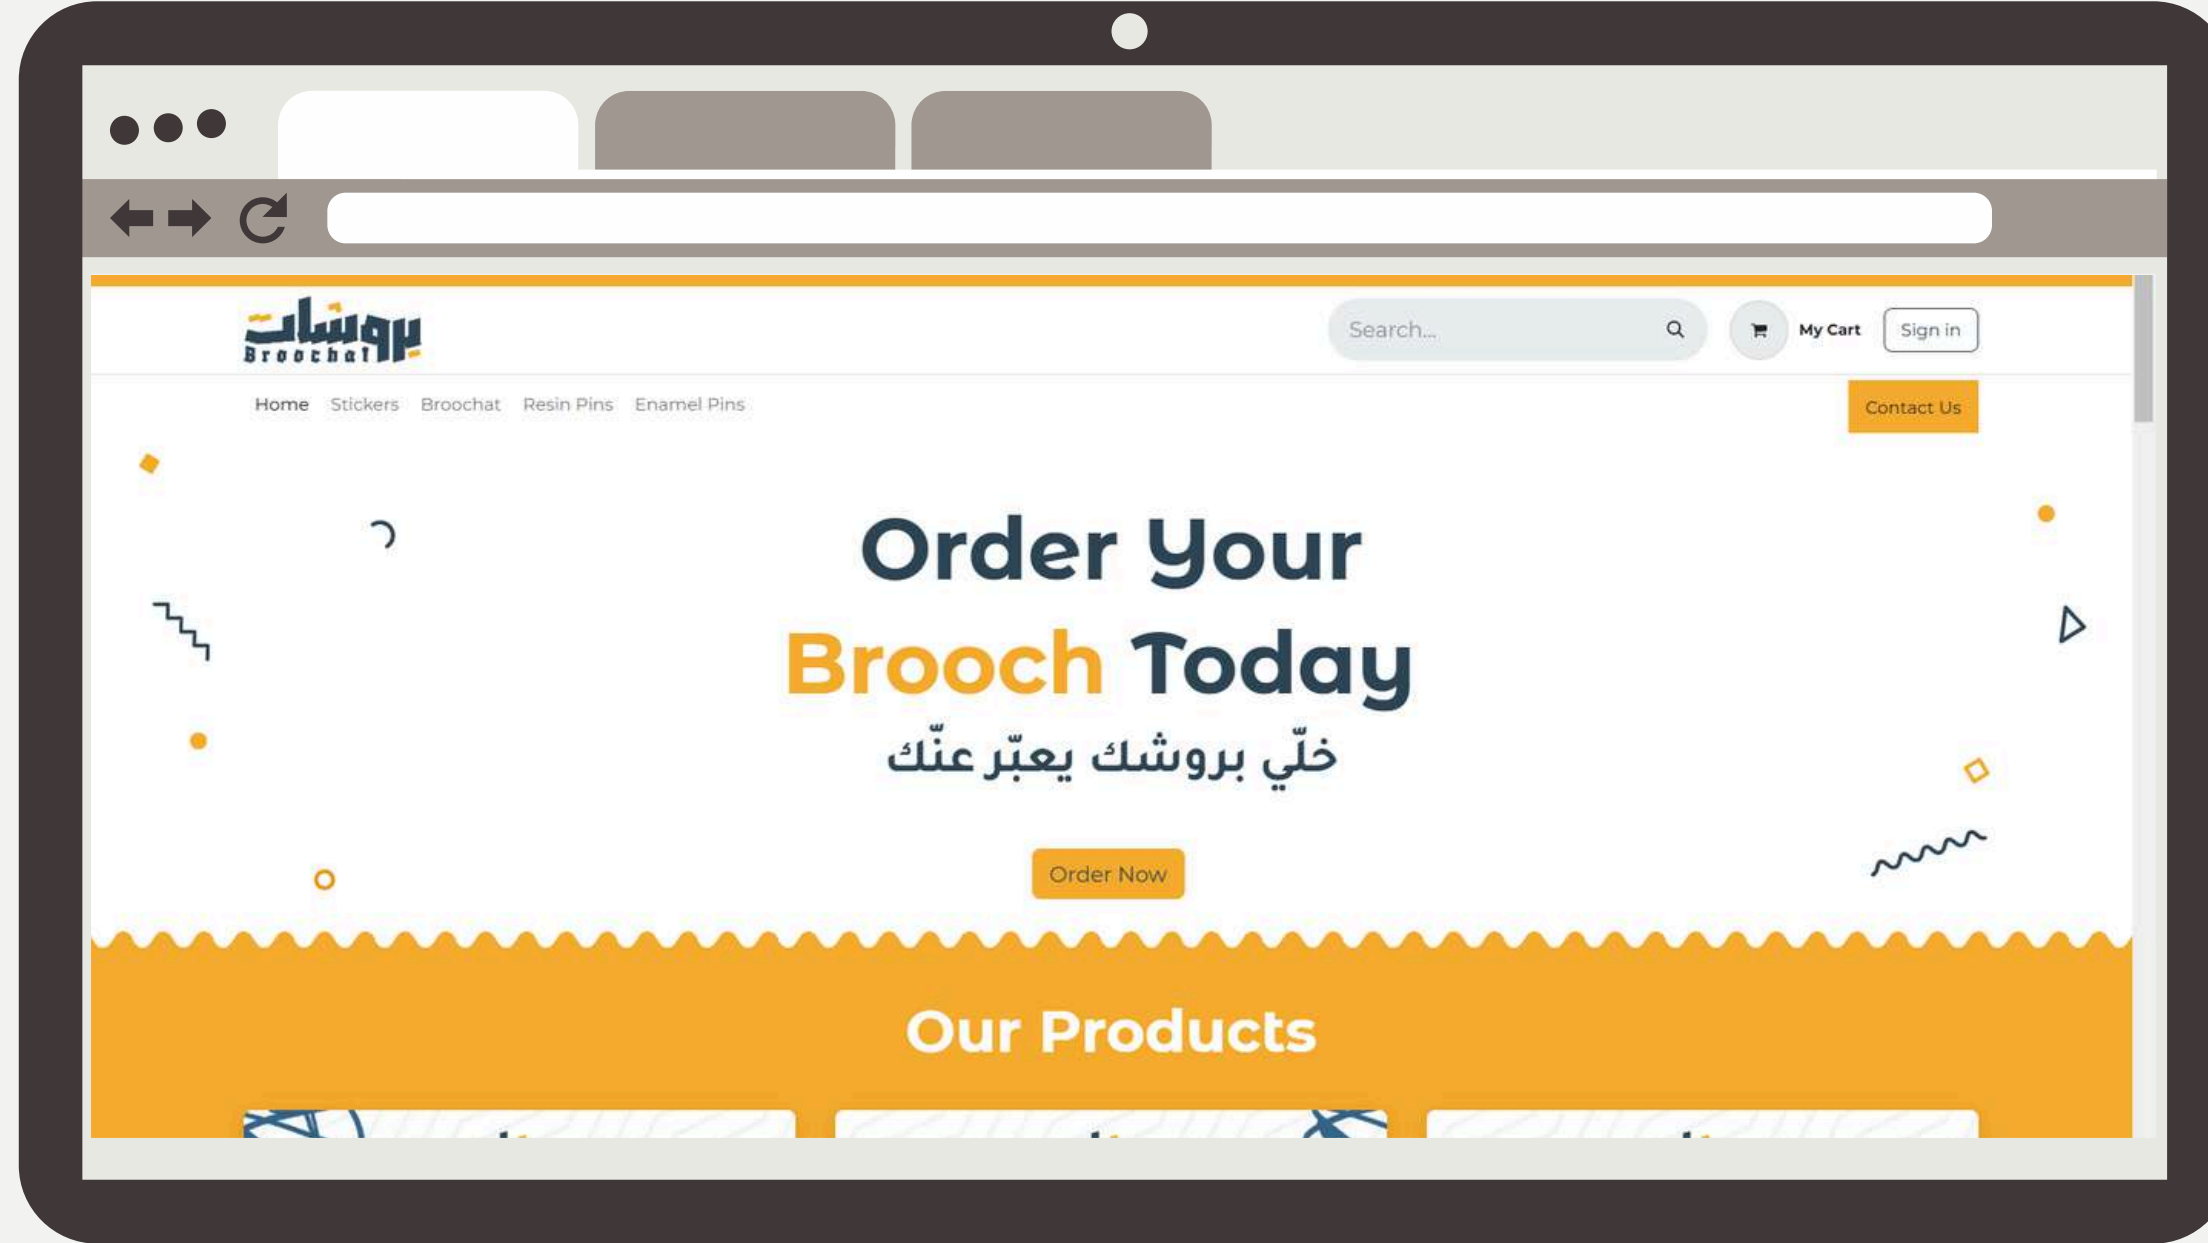 بروشات
Broochat
Search...
My Cart
Sign in
Home Stickers Broochat Resin Pins Enamel Pins
Contact Us
Order Your
Brooch Today
خلّي بروشك يعبّر عنّك
Order Now
Our Products